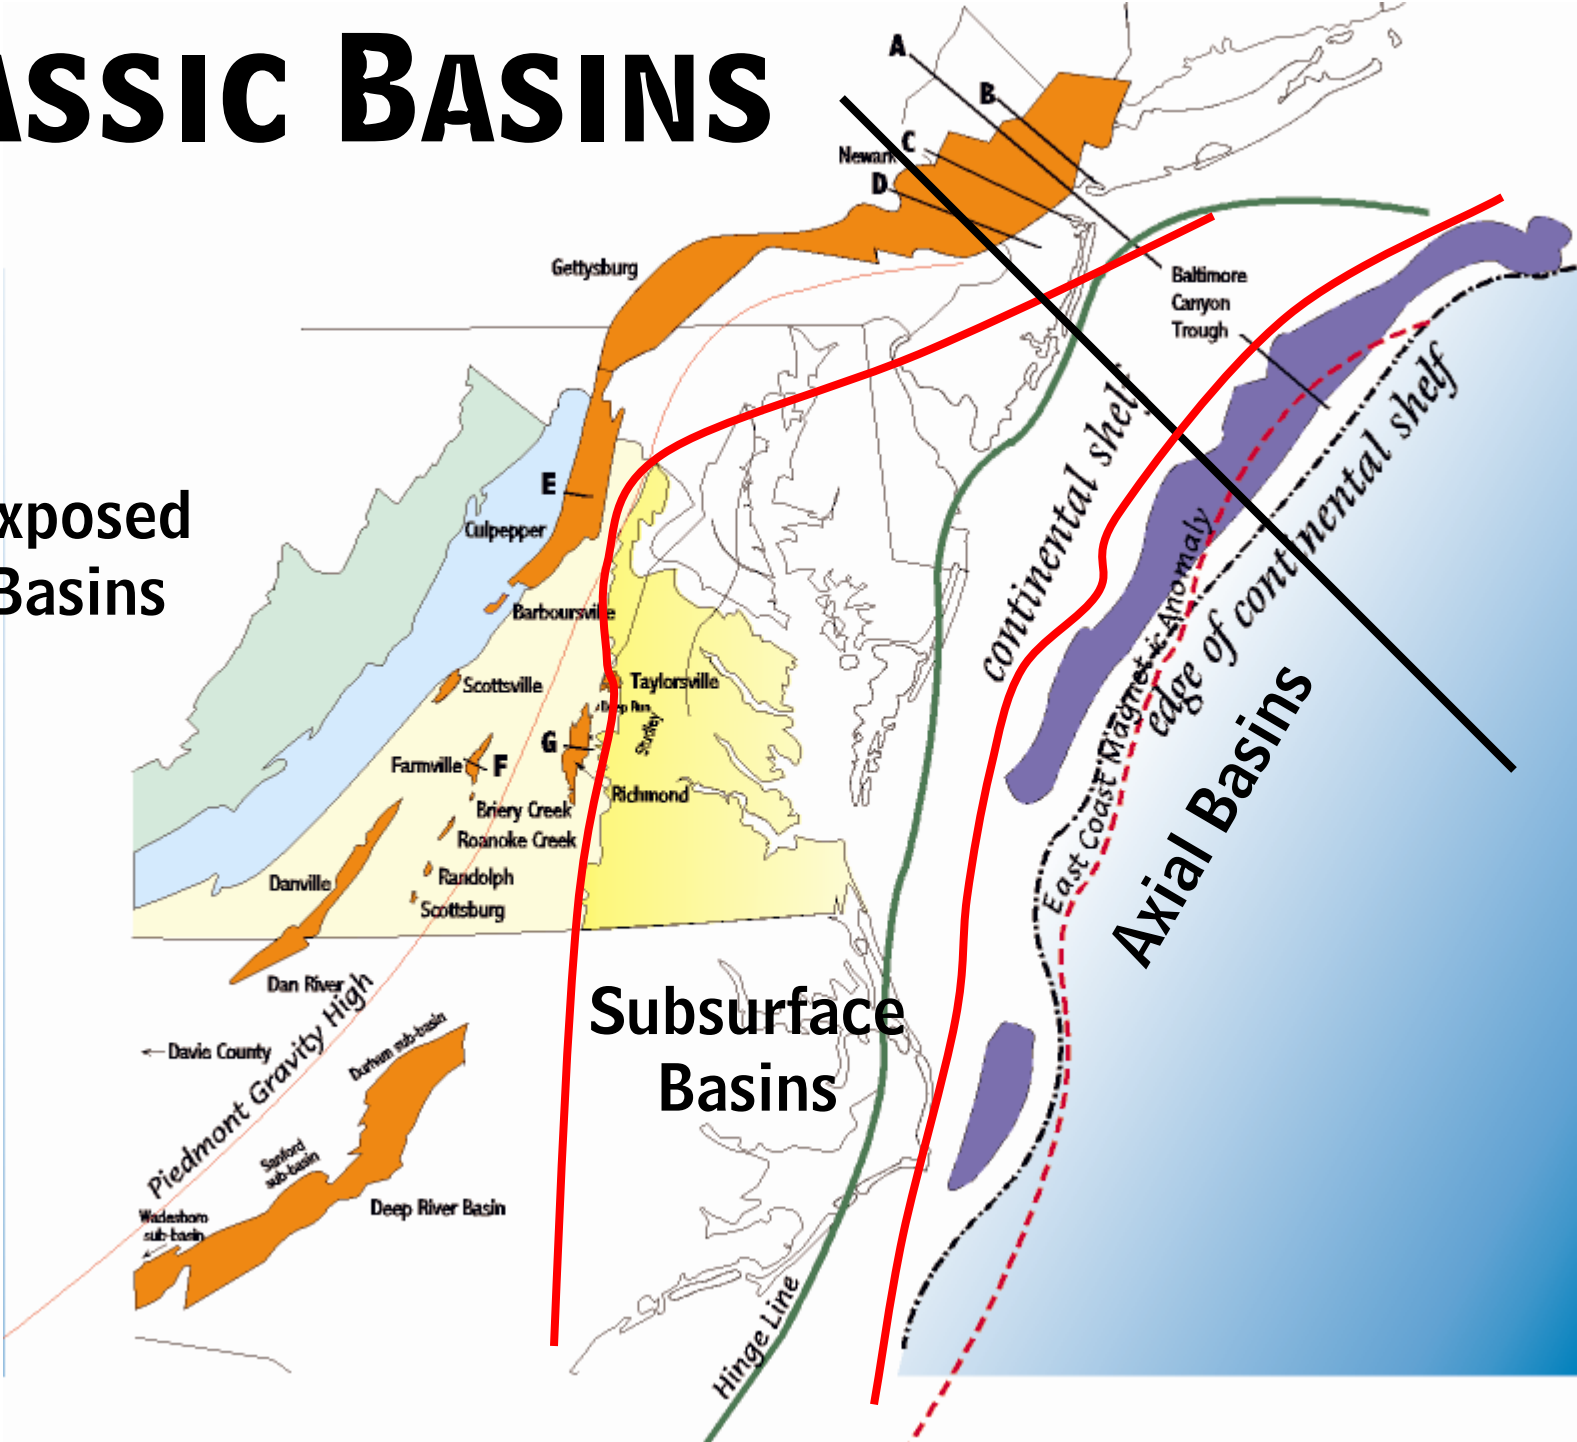 ASSIC BASINS
A
B
C
Newark
D
Gettysburg
Baltimore
Canyon
Trough
continental shelf
edge of continental shelf
E
Culpepper
xposed
Basins
Barboursville
East Coast Magnetic Anomaly
Scottsville
Taylorsville
Deep Run
Studley
G
Farmville
F
Richmond
Briery Creek
Roanoke Creek
Randolph
Danville
Scottsburg
Axial Basins
Dan River
Subsurface
Basins
Davie County
Durham sub-basin
Piedmont Gravity High
Sanford
sub-basin
Deep River Basin
Wadesboro
sub-basin
Hinge Line